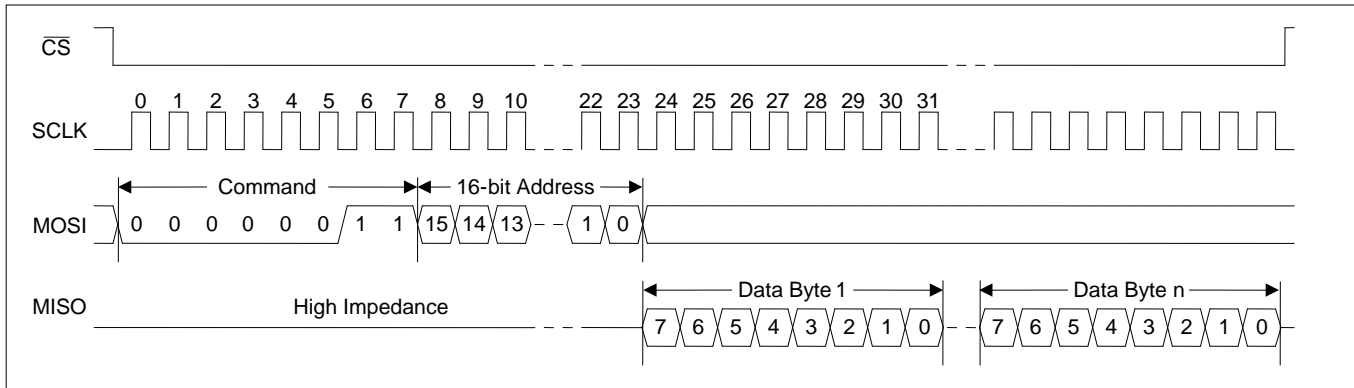 CS
0 1 2 3 4 5 6 7 8 9 10 22 23 24 25 26 27 28 29 30 31
SCLK
Command 16-bit Address
MOSI 0 0 0 0 0 0 1 1 15 14 13 1 0
Data Byte 1 Data Byte n
MISO High Impedance
7 6 5 4 3 2 1 0 7 6 5 4 3 2 1 0